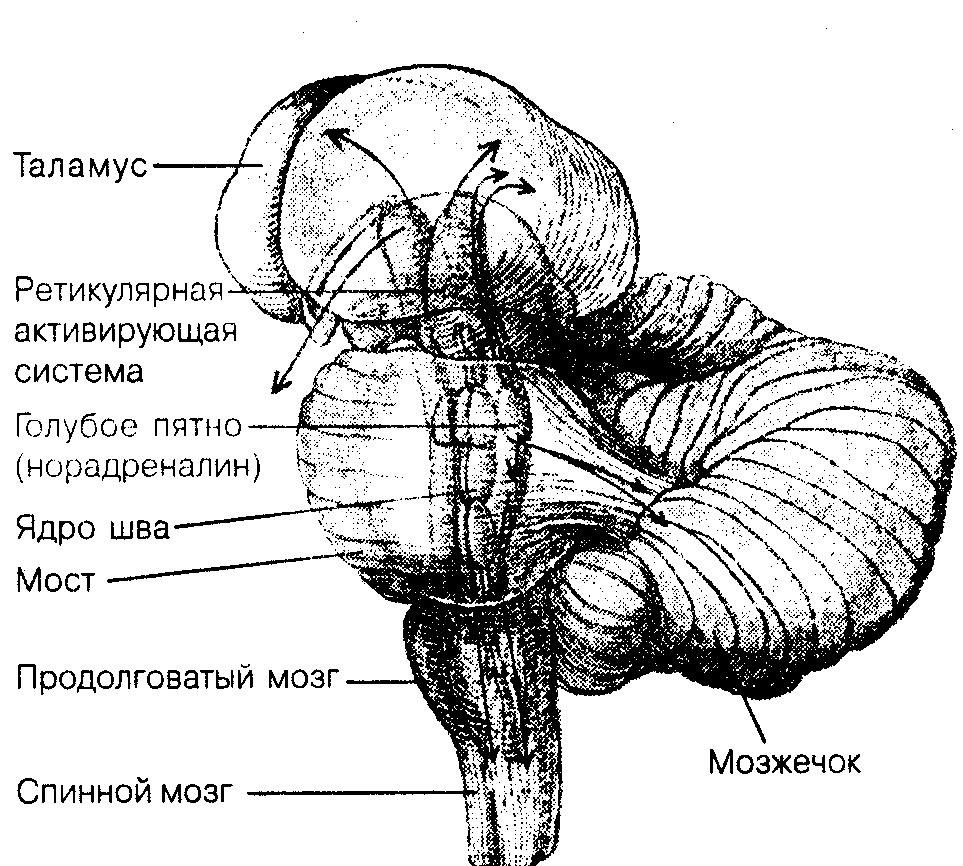 Таламус
Ретикулярная
активирующая
система
Голубое пятно
(норадреналин)
Ядро шва
Мост
Продолговатый мозг
Спинной мозг
Мозжечок